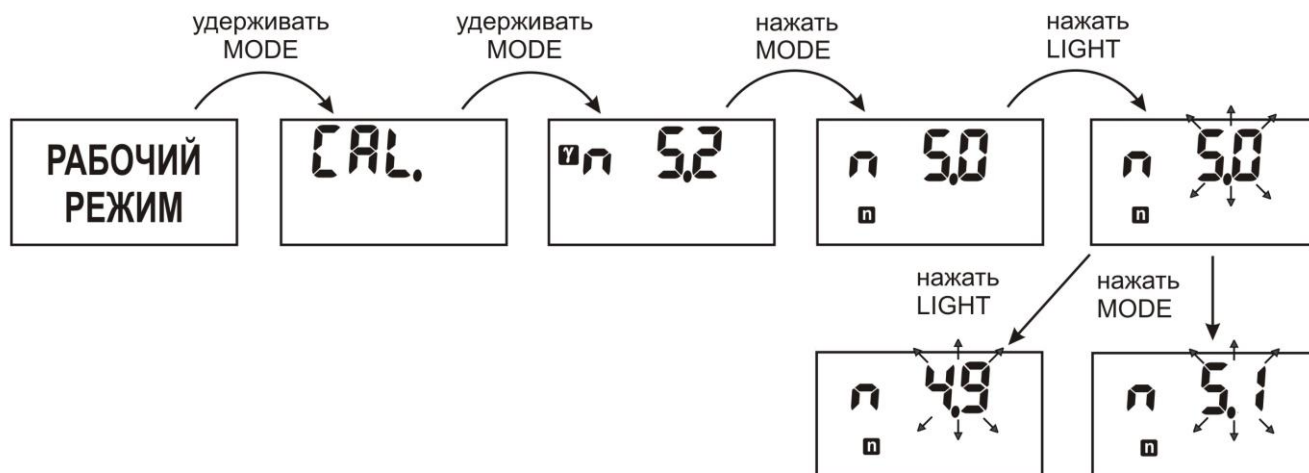 удерживать
MODE
удерживать
MODE
нажать
MODE
нажать
LIGHT
РАБОЧИЙ
РЕЖИМ
CAL.
γ n 5.2
n 5.0
n
n 5.0
n
нажать
LIGHT
нажать
MODE
n 4.9
n
n 5.1
n